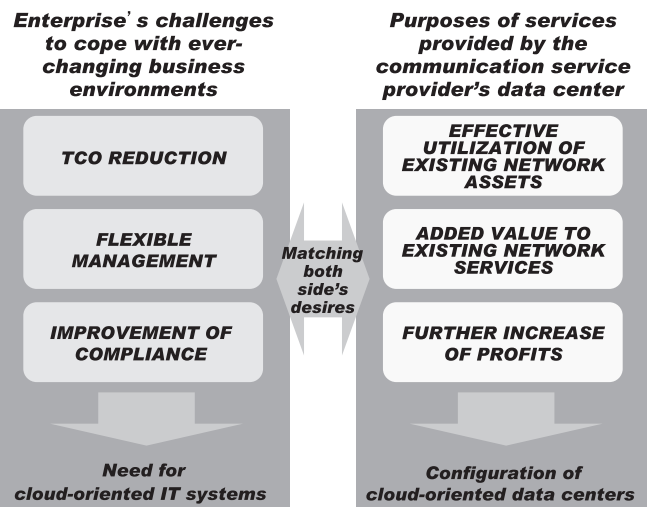 Enterprise's challenges
to cope with ever-
changing business
environments
TCO REDUCTION
FLEXIBLE
MANAGEMENT
IMPROVEMENT OF
COMPLIANCE
Need for
cloud-oriented IT systems
Matching
both
side's
desires
Purposes of services
provided by the
communication service
provider's data center
EFFECTIVE
UTILIZATION OF
EXISTING NETWORK
ASSETS
ADDED VALUE TO
EXISTING NETWORK
SERVICES
FURTHER INCREASE
OF PROFITS
Configuration of
cloud-oriented data centers